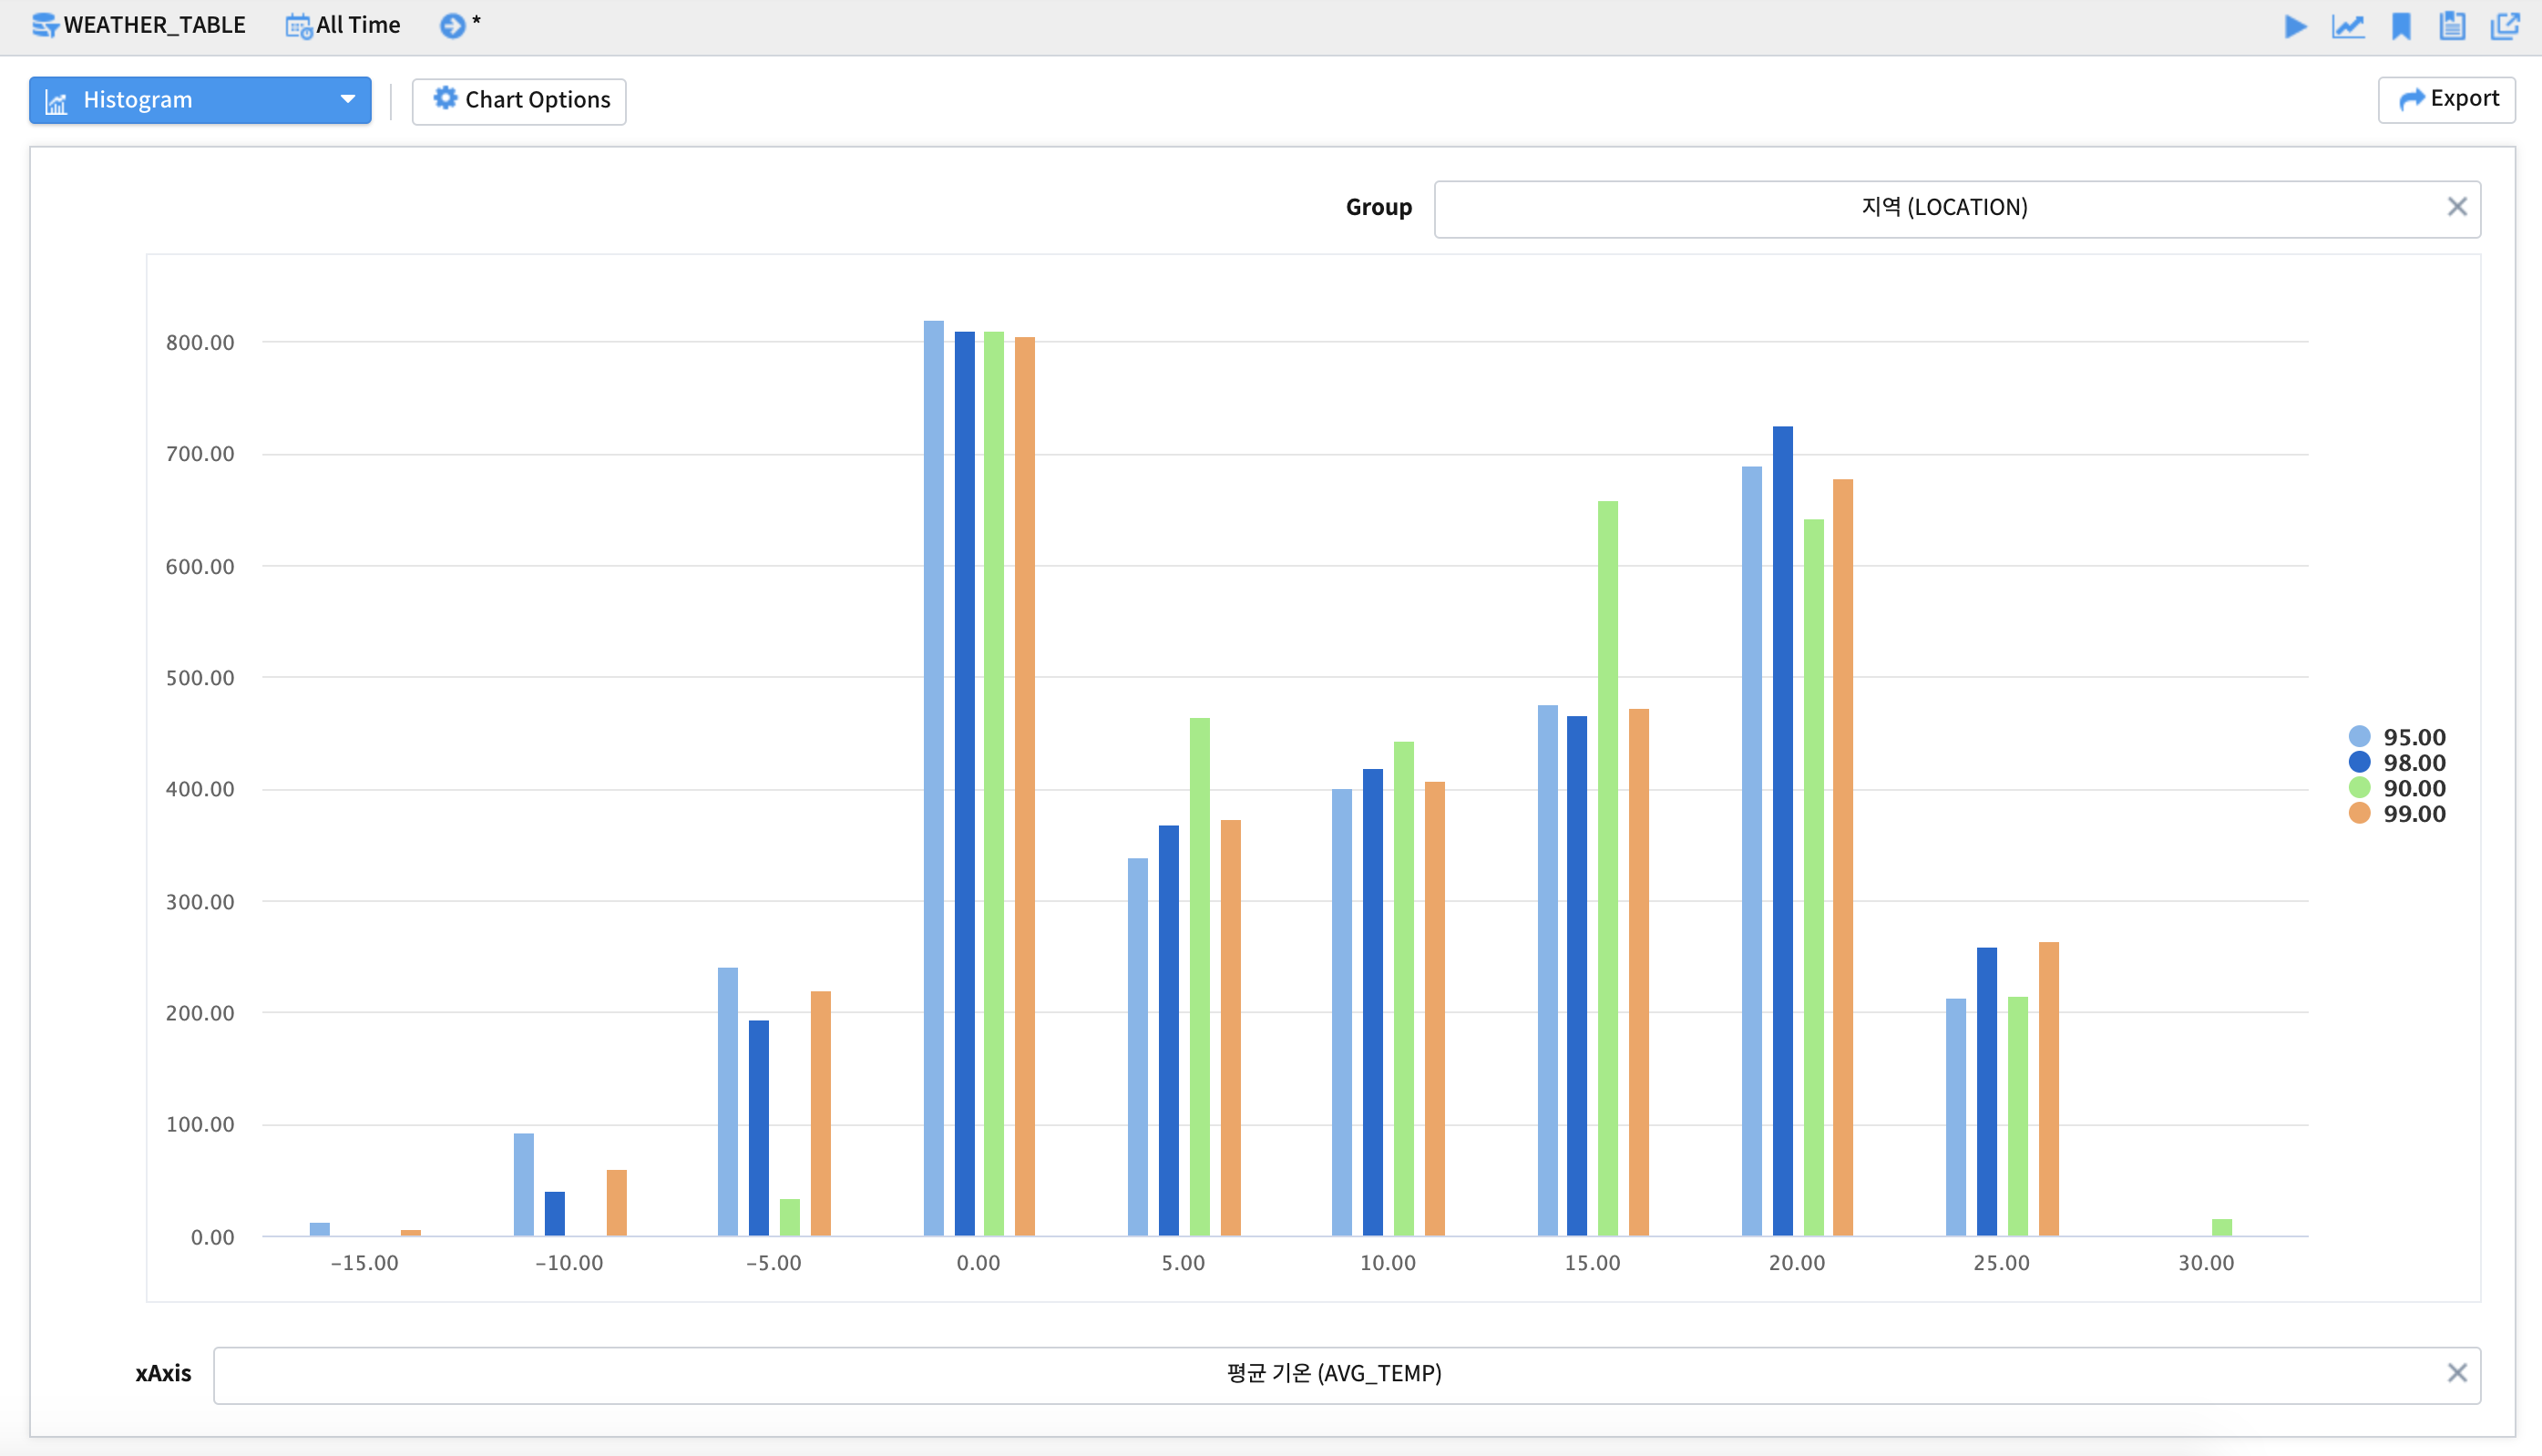 WEATHER_TABLE All Time *
Histogram Chart Options Export
Group 지역 (LOCATION)
800.00
700.00
600.00
500.00
400.00
300.00
200.00
100.00
0.00
95.00
98.00
90.00
99.00
−15.00 −10.00 −5.00 0.00 5.00 10.00 15.00 20.00 25.00 30.00
xAxis 평균 기온 (AVG_TEMP)